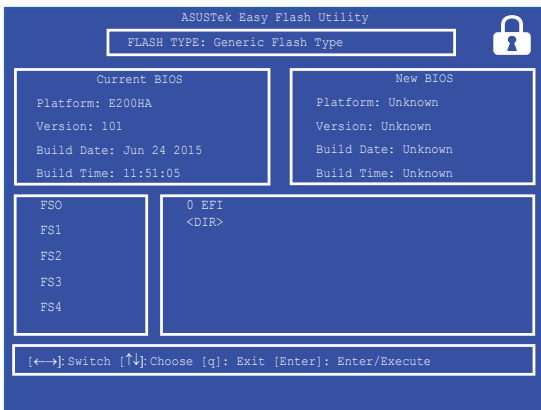 ASUSTek Easy Flash Utility
FLASH TYPE: Generic Flash Type
Current BIOS
Platform: E200HA
Version: 101
Build Date: Jun 24 2015
Build Time: 11:51:05
New BIOS
Platform: Unknown
Version: Unknown
Build Date: Unknown
Build Time: Unknown
FSO
FS1
FS2
FS3
FS4
0 EFI
<DIR>
[←→]: Switch [↑↓]: Choose [q]: Exit [Enter]: Enter/Execute